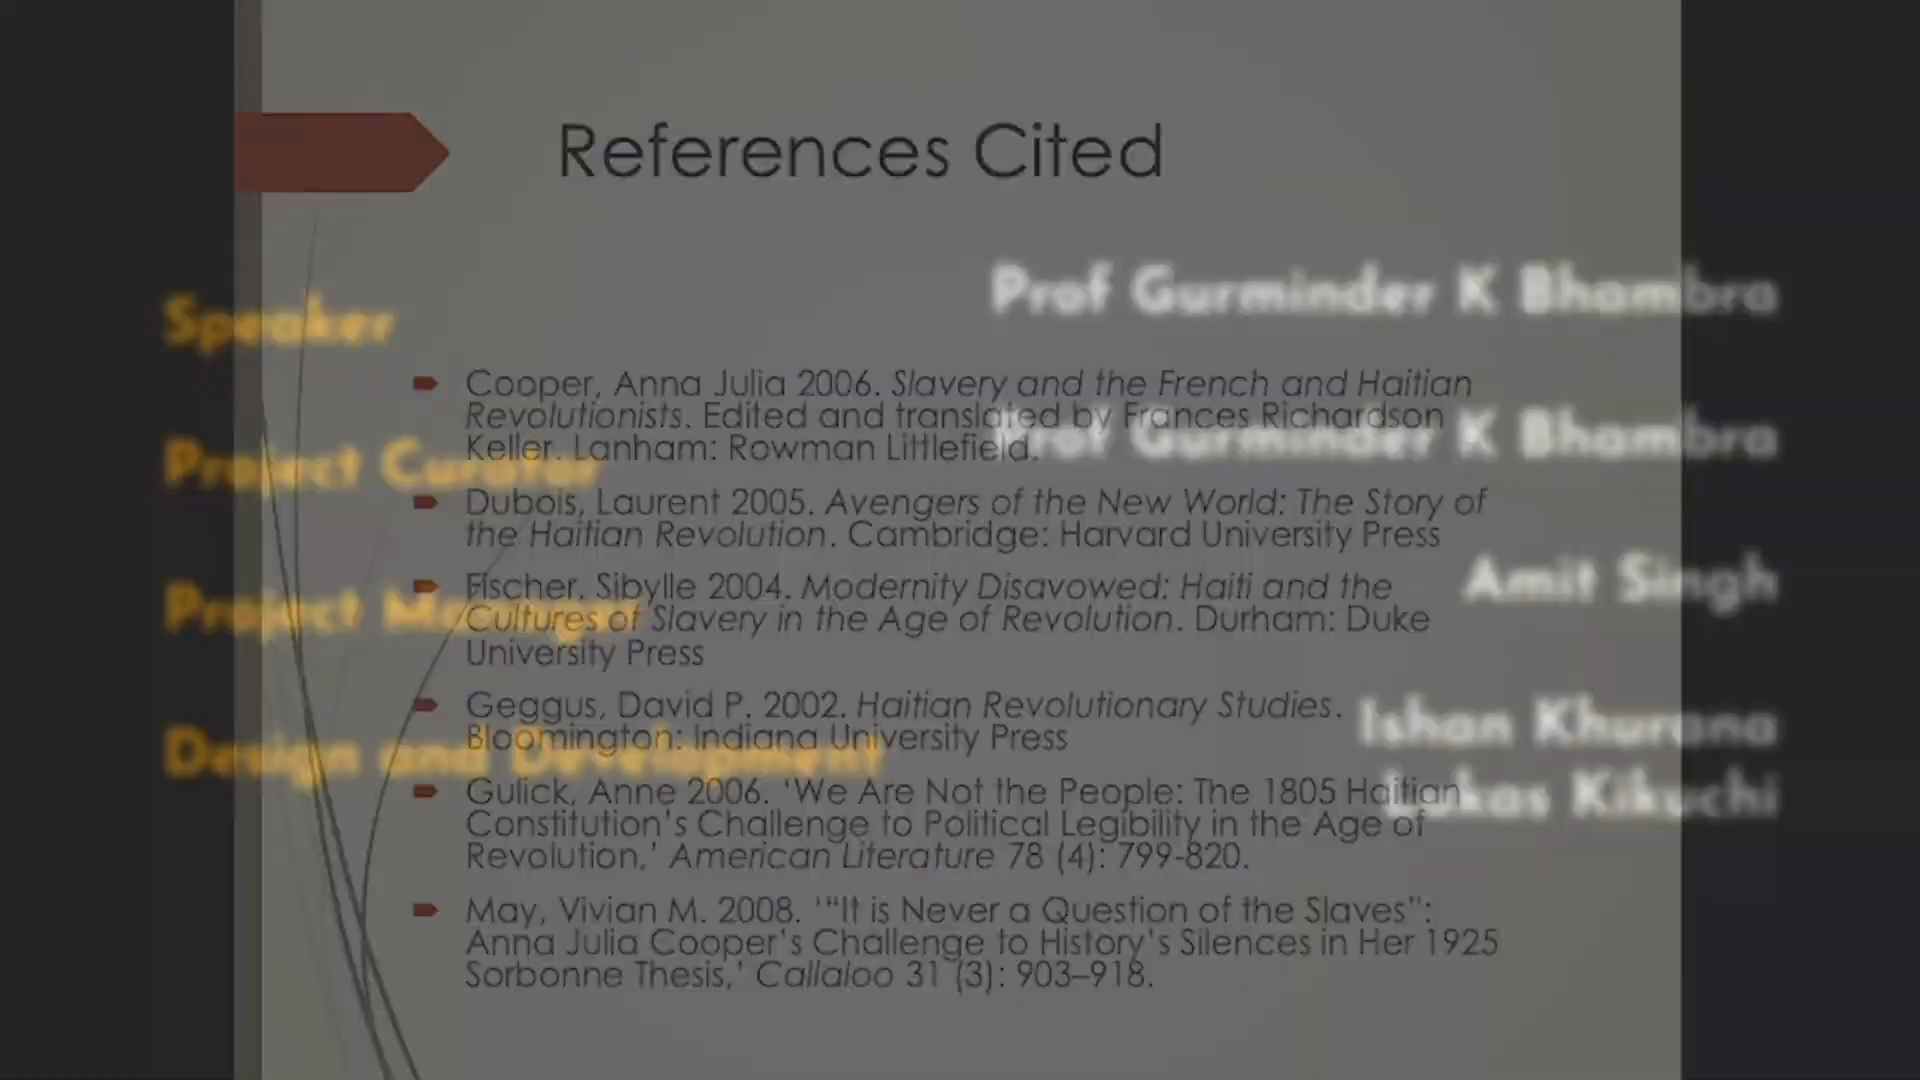 References Cited
Speaker
Prof Gurminder K Bhambra
Project Curator
Prof Gurminder K Bhambra
Project Manager
Amit Singh
Design and Development
Ishan Khurana
Lukas Kikuchi
Cooper, Anna Julia 2006. Slavery and the French and Haitian
Revolutionists. Edited and translated by Frances Richardson
Keller. Lanham: Rowman Littlefield.
Dubois, Laurent 2005. Avengers of the New World: The Story of
the Haitian Revolution. Cambridge: Harvard University Press
Fischer, Sibylle 2004. Modernity Disavowed: Haiti and the
Cultures of Slavery in the Age of Revolution. Durham: Duke
University Press
Geggus, David P. 2002. Haitian Revolutionary Studies.
Bloomington: Indiana University Press
Gulick, Anne 2006. 'We Are Not the People: The 1805 Haitian
Constitution's Challenge to Political Legibility in the Age of
Revolution,' American Literature 78 (4): 799-820.
May, Vivian M. 2008. '"It is Never a Question of the Slaves":
Anna Julia Cooper's Challenge to History's Silences in Her 1925
Sorbonne Thesis,' Callaloo 31 (3): 903–918.